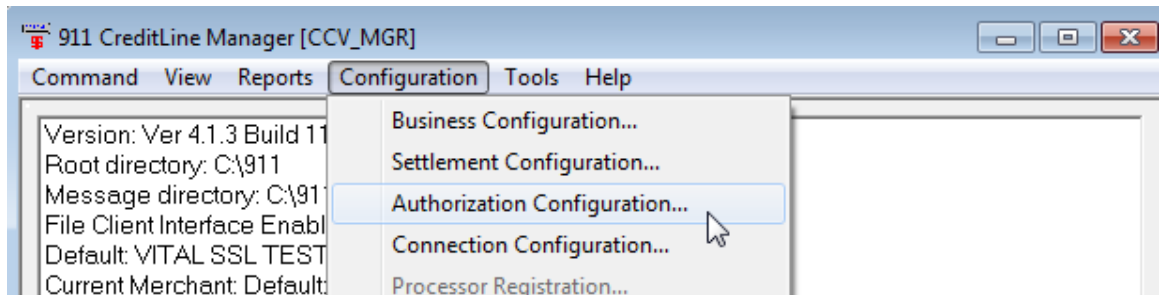 911 CreditLine Manager [CCV_MGR]
Command View Reports Configuration Tools Help
Version: Ver 4.1.3 Build 11
Root directory: C:\911
Message directory: C:\911
File Client Interface
Default: VITAL SSL TEST
Current Merchant: Default:
Business Configuration...
Settlement Configuration...
Authorization Configuration...
Connection Configuration...
Processor Registration...